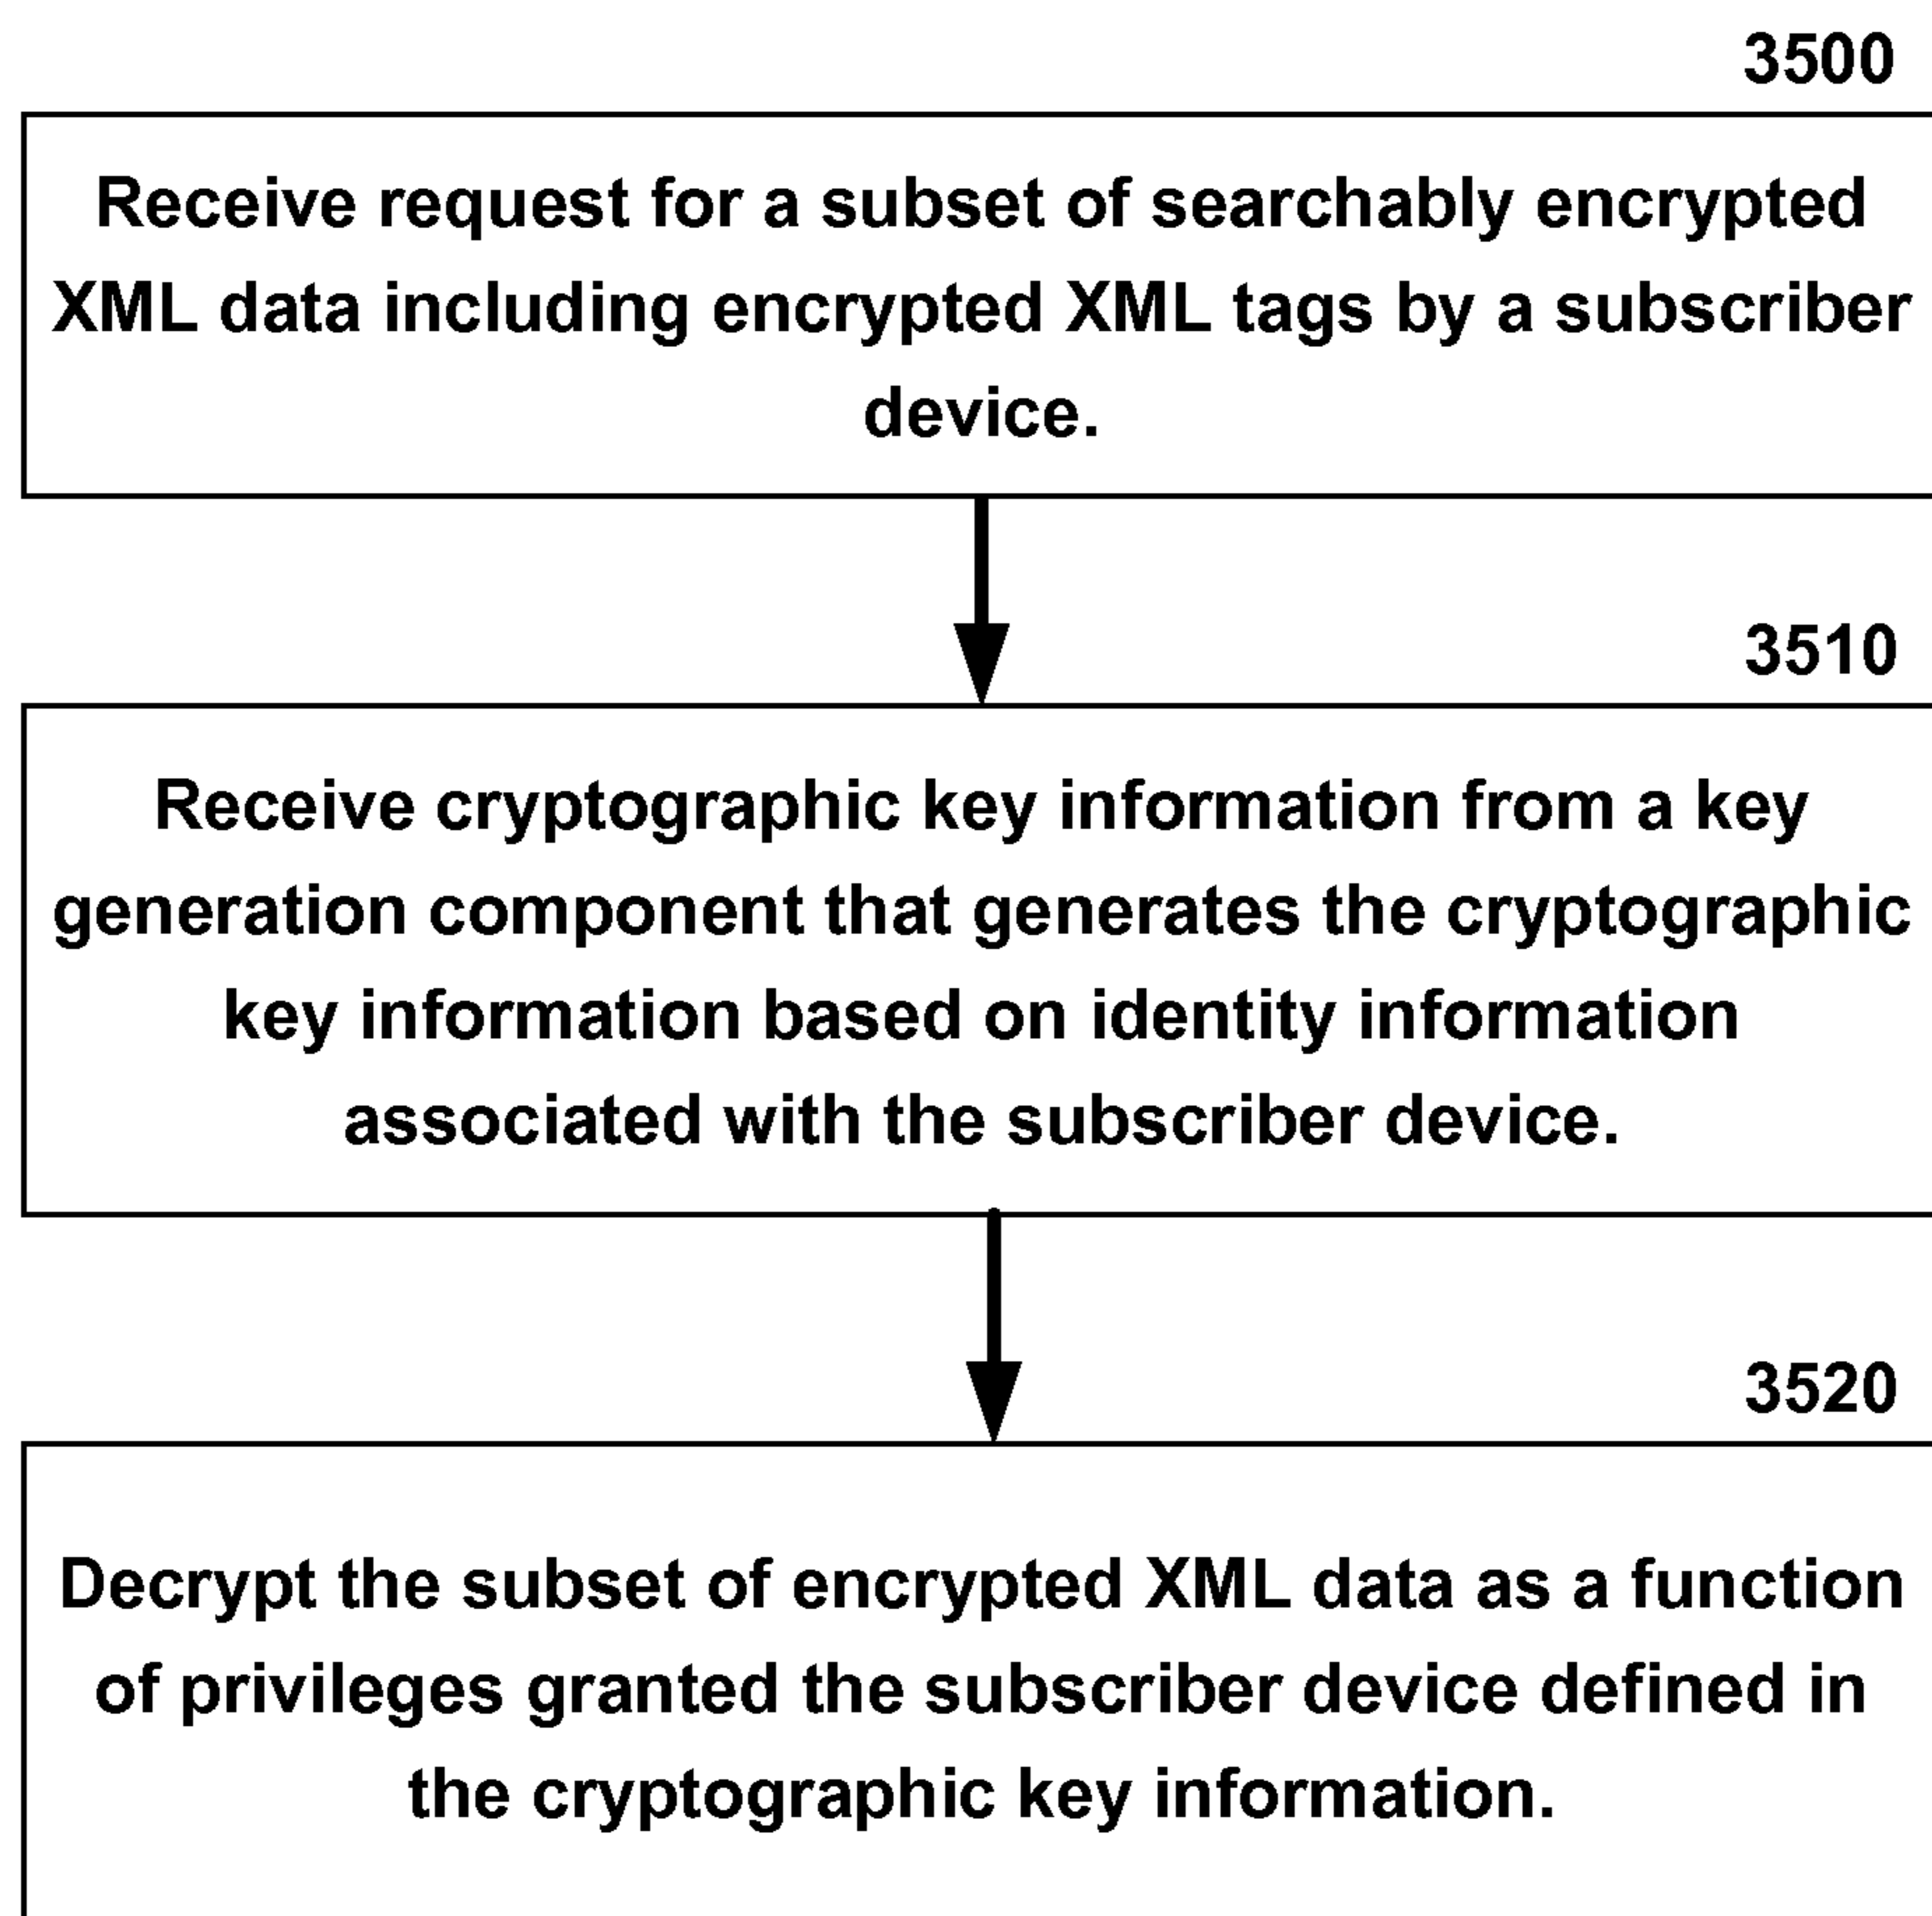 3500
Receive request for a subset of searchably encrypted
XML data including encrypted XML tags by a subscriber
device.
3510
Receive cryptographic key information from a key
generation component that generates the cryptographic
key information based on identity information
associated with the subscriber device.
3520
Decrypt the subset of encrypted XML data as a function
of privileges granted the subscriber device defined in
the cryptographic key information.